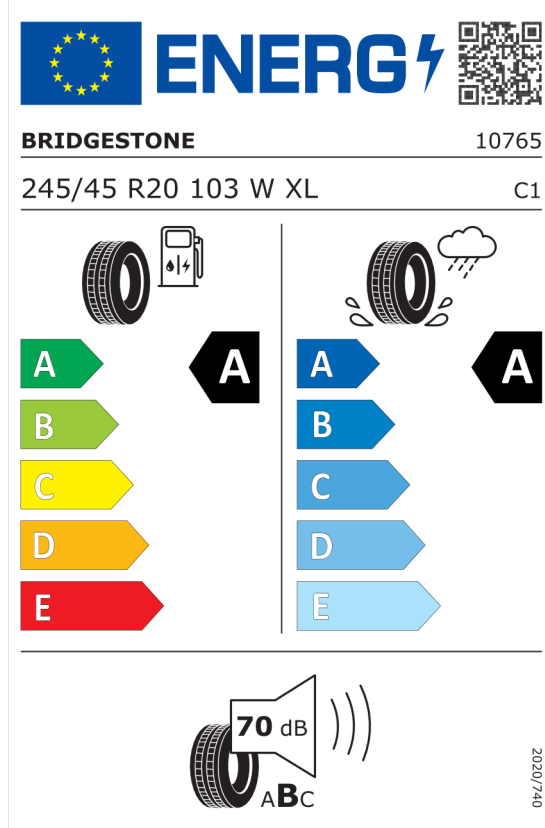 ENERG
BRIDGESTONE 10765
245/45 R20 103 W XL C1
A A A A
B B
C C
D D
E E
70 dB
ABC
2020/740